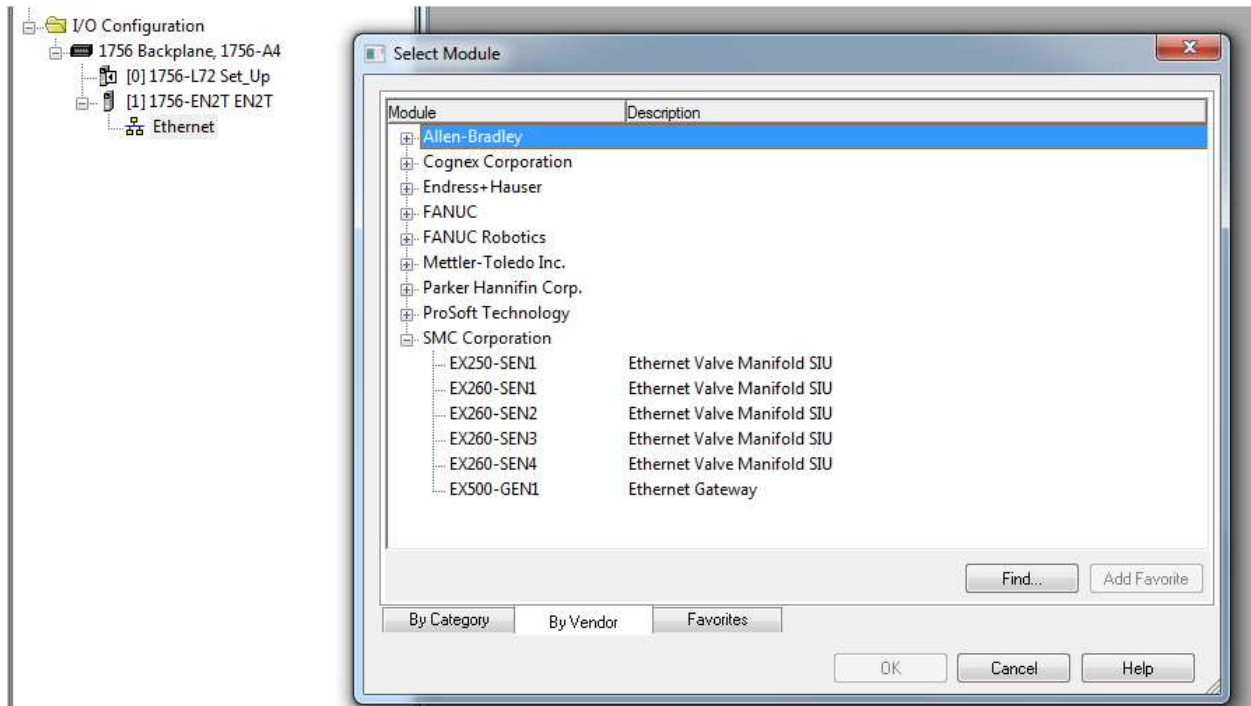 I/O Configuration
1756 Backplane, 1756-A4
[0] 1756-L72 Set_Up
[1] 1756-EN2T EN2T
Ethernet
Select Module
Module Description
Allen-Bradley
Cognex Corporation
Endress+Hauser
FANUC
FANUC Robotics
Mettler-Toledo Inc.
Parker Hannifin Corp.
ProSoft Technology
SMC Corporation
EX250-SEN1 Ethernet Valve Manifold SIU
EX260-SEN1 Ethernet Valve Manifold SIU
EX260-SEN2 Ethernet Valve Manifold SIU
EX260-SEN3 Ethernet Valve Manifold SIU
EX260-SEN4 Ethernet Valve Manifold SIU
EX500-GEN1 Ethernet Gateway
Find... Add Favorite
By Category By Vendor Favorites
OK Cancel Help